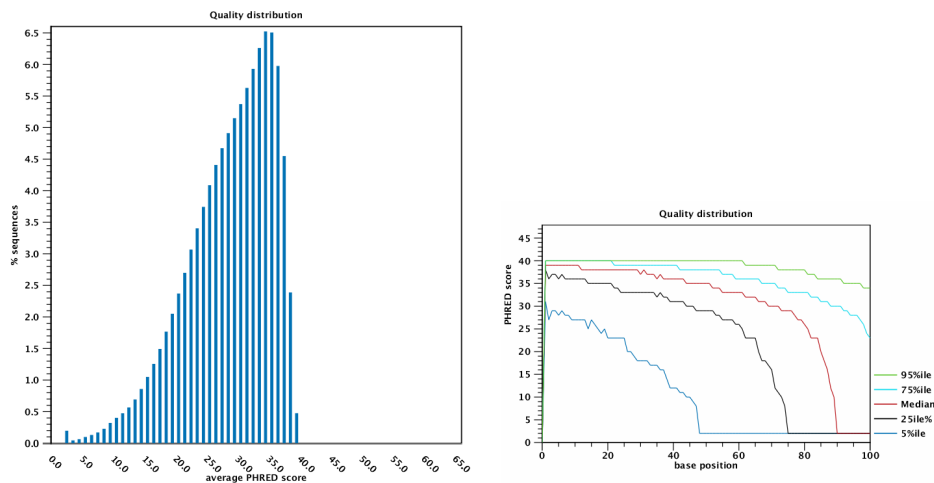 Quality distribution
% sequences
6.5
6.0
5.5
5.0
4.5
4.0
3.5
3.0
2.5
2.0
1.5
1.0
0.5
0.0
0.0 5.0 10.0 15.0 20.0 25.0 30.0 35.0 40.0 45.0 50.0 55.0 60.0 65.0
average PHRED score
Quality distribution
PHRED score
45
40
35
30
25
20
15
10
5
0
0 20 40 60 80 100
base position
95%ile
75%ile
Median
25ile%
5%ile